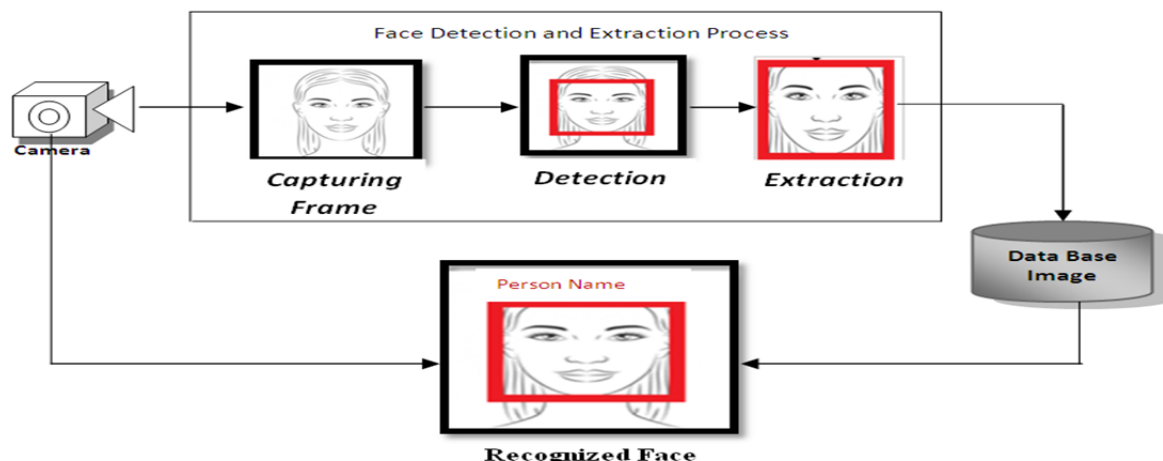 Face Detection and Extraction Process
Camera
Capturing
Frame
Detection
Extraction
Data Base
Image
Person Name
Recognized Face